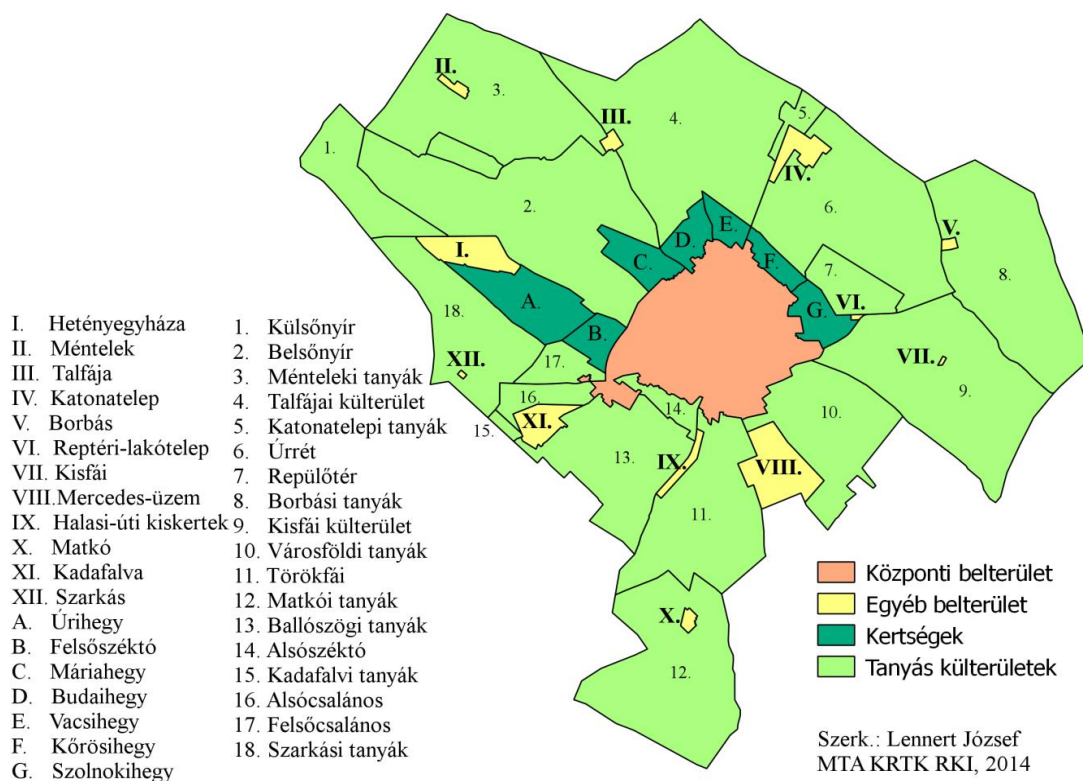 II.
3.
III.
4.
5.
IV.
1.
2.
6.
V.
E.
D.
F.
C.
8.
I.
7.
A.
G.
VI.
18.
B.
XII.
17.
VII.
9.
16.
14.
10.
15.
XI.
13.
IX.
VIII.
11.
X.
12.
I. Hetényegyháza
II. Méntelek
III. Talfája
IV. Katonatelep
V. Borbás
VI. Reptéri-lakótelep
VII. Kisfái
VIII. Mercedes-üzem
IX. Halasi-úti kiskertek
X. Matkó
XI. Kadafalva
XII. Szarkás
A. Úrihegy
B. Felsőszéktó
C. Máriahegy
D. Budaihegy
E. Vacsihegy
F. Kőrösihegy
G. Szolnokihegy
1. Külsőnyír
2. Belsőnyír
3. Ménteleki tanyák
4. Talfájai külterület
5. Katonatelepi tanyák
6. Úrrét
7. Repülőtér
8. Borbási tanyák
9. Kisfái külterület
10. Városföldi tanyák
11. Törökfái
12. Matkói tanyák
13. Ballószögi tanyák
14. Alsószéktó
15. Kadafalvi tanyák
16. Alsócsalános
17. Felsőcsalános
18. Szarkási tanyák
Központi belterület
Egyéb belterület
Kertségek
Tanyás külterületek
Szerk.: Lennert József
MTA KRTK RKI, 2014